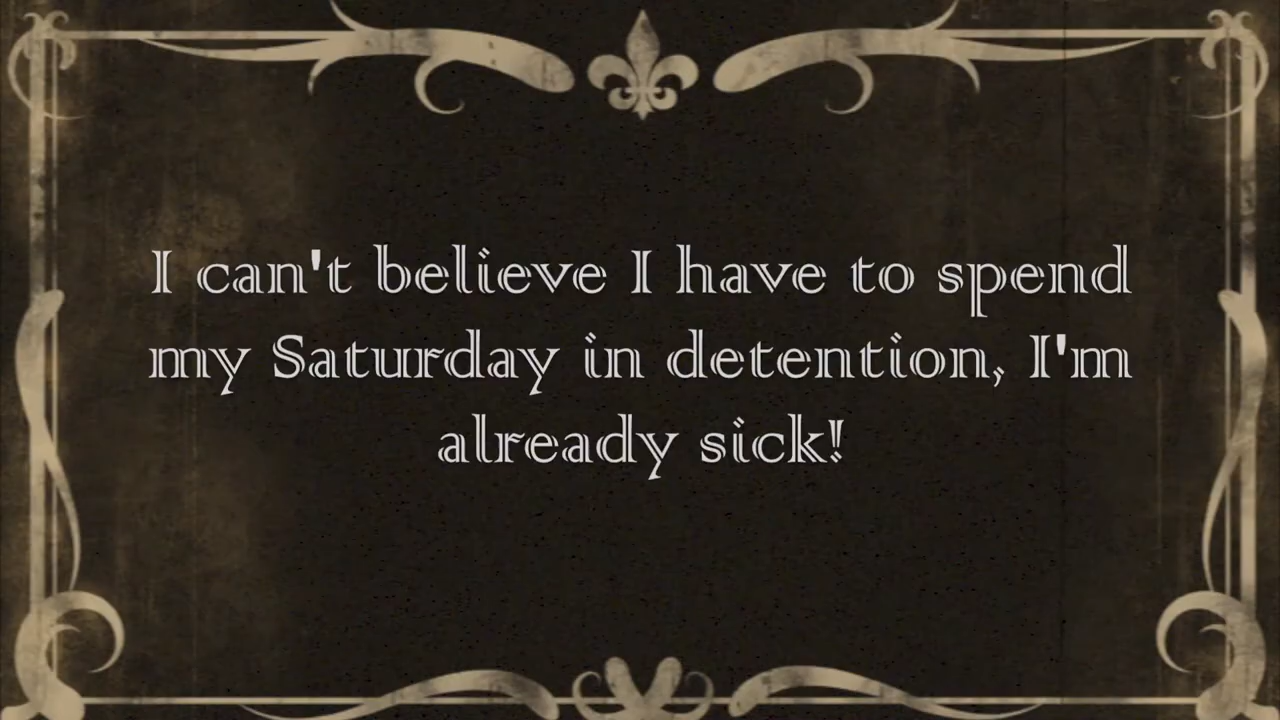 I can't believe I have to spend
my Saturday in detention, I'm
already sick!